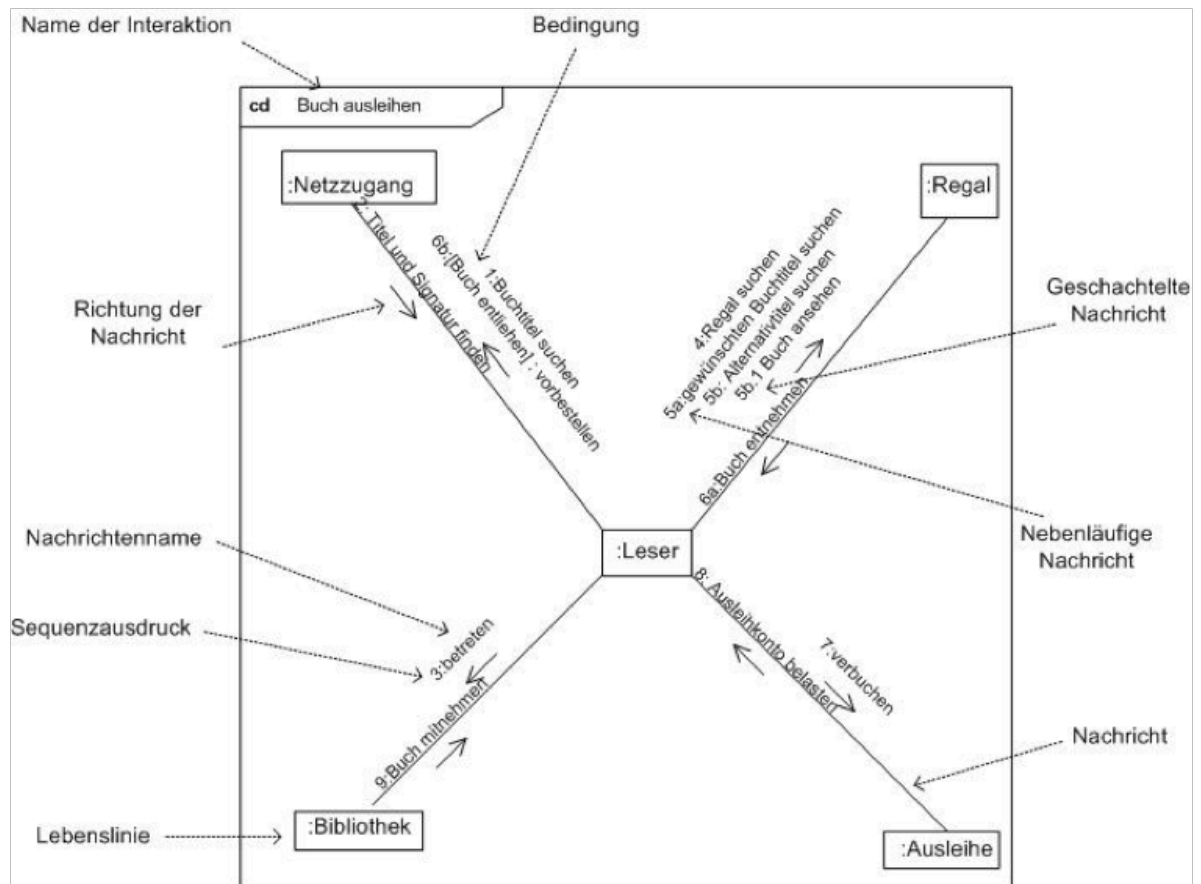 Name der Interaktion
Bedingung
cd Buch ausleihen
:Netzzugang
:Regal
2: Titel und Signatur finden
1:Buchtitel suchen
6b:[Buch entliehen] : vorbestellen
4:Regal suchen
5a:gewünschten Buchtitel suchen
5b: Alternativtitel suchen
5b.1 Buch ansehen
6a:Buch entnehmen
Richtung der
Nachricht
Geschachtelte
Nachricht
Nachrichtenname
Nebenläufige
Nachricht
:Leser
Sequenzausdruck
3:betreten
9:Buch mitnehmen
8: Ausleihkonto belasten
7:verbuchen
Nachricht
Lebenslinie
:Bibliothek
:Ausleihe